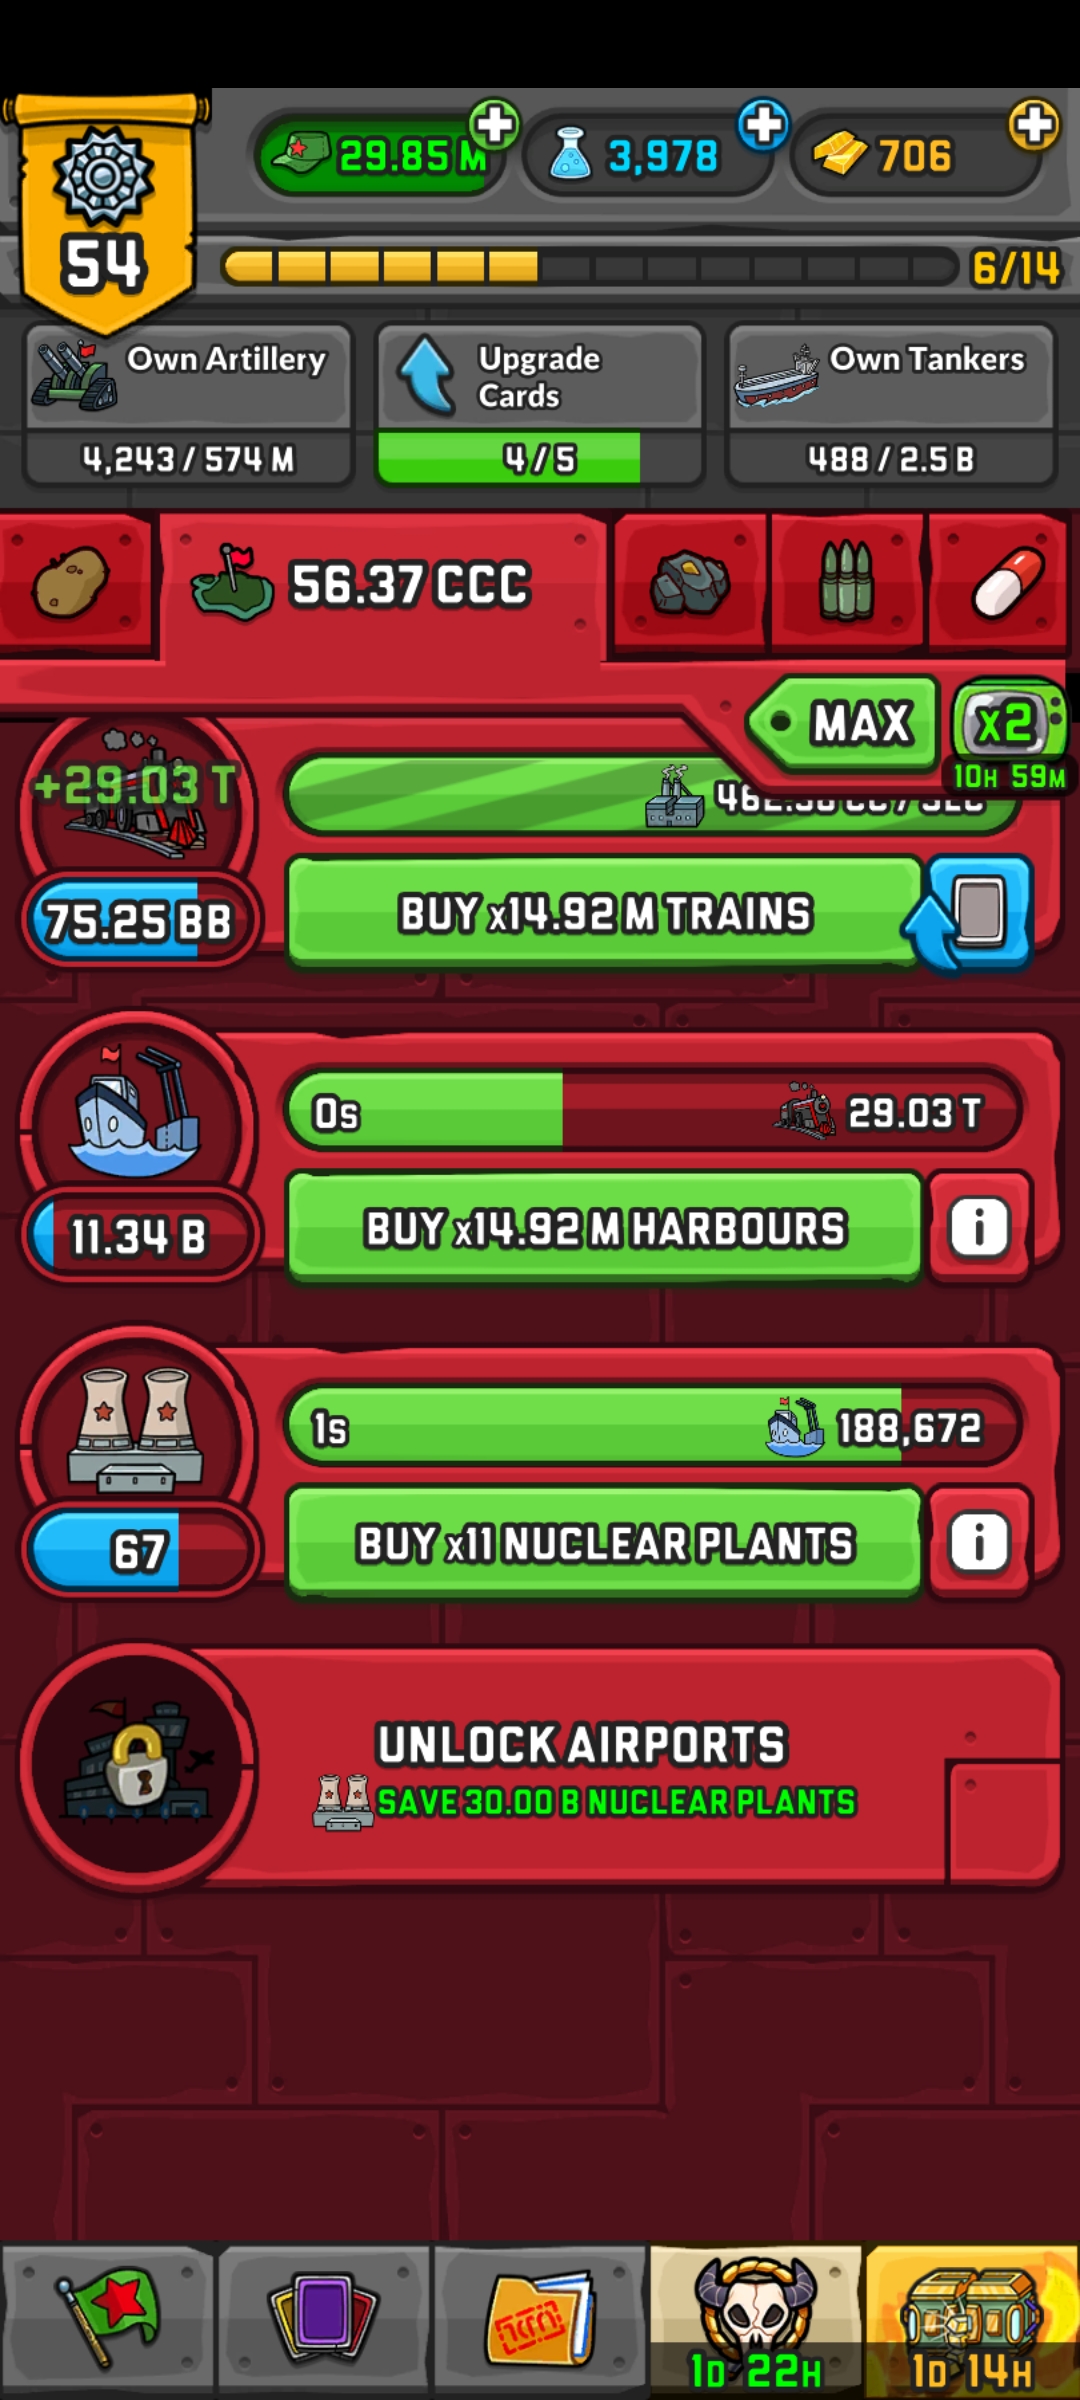 29.85 M
3,978
706
54
6/14
Own Artillery
Upgrade
Cards
Own Tankers
4,243 / 574 M
4 / 5
488 / 2.5 B
56.37 CCC
MAX
x2
10H 59M
+29.03 T
75.25 BB
BUY x14.92 M TRAINS
0s
29.03 T
11.34 B
BUY x14.92 M HARBOURS
i
1s
188,672
67
BUY x11 NUCLEAR PLANTS
i
UNLOCK AIRPORTS
SAVE 30.00 B NUCLEAR PLANTS
1D 22H
1D 14H